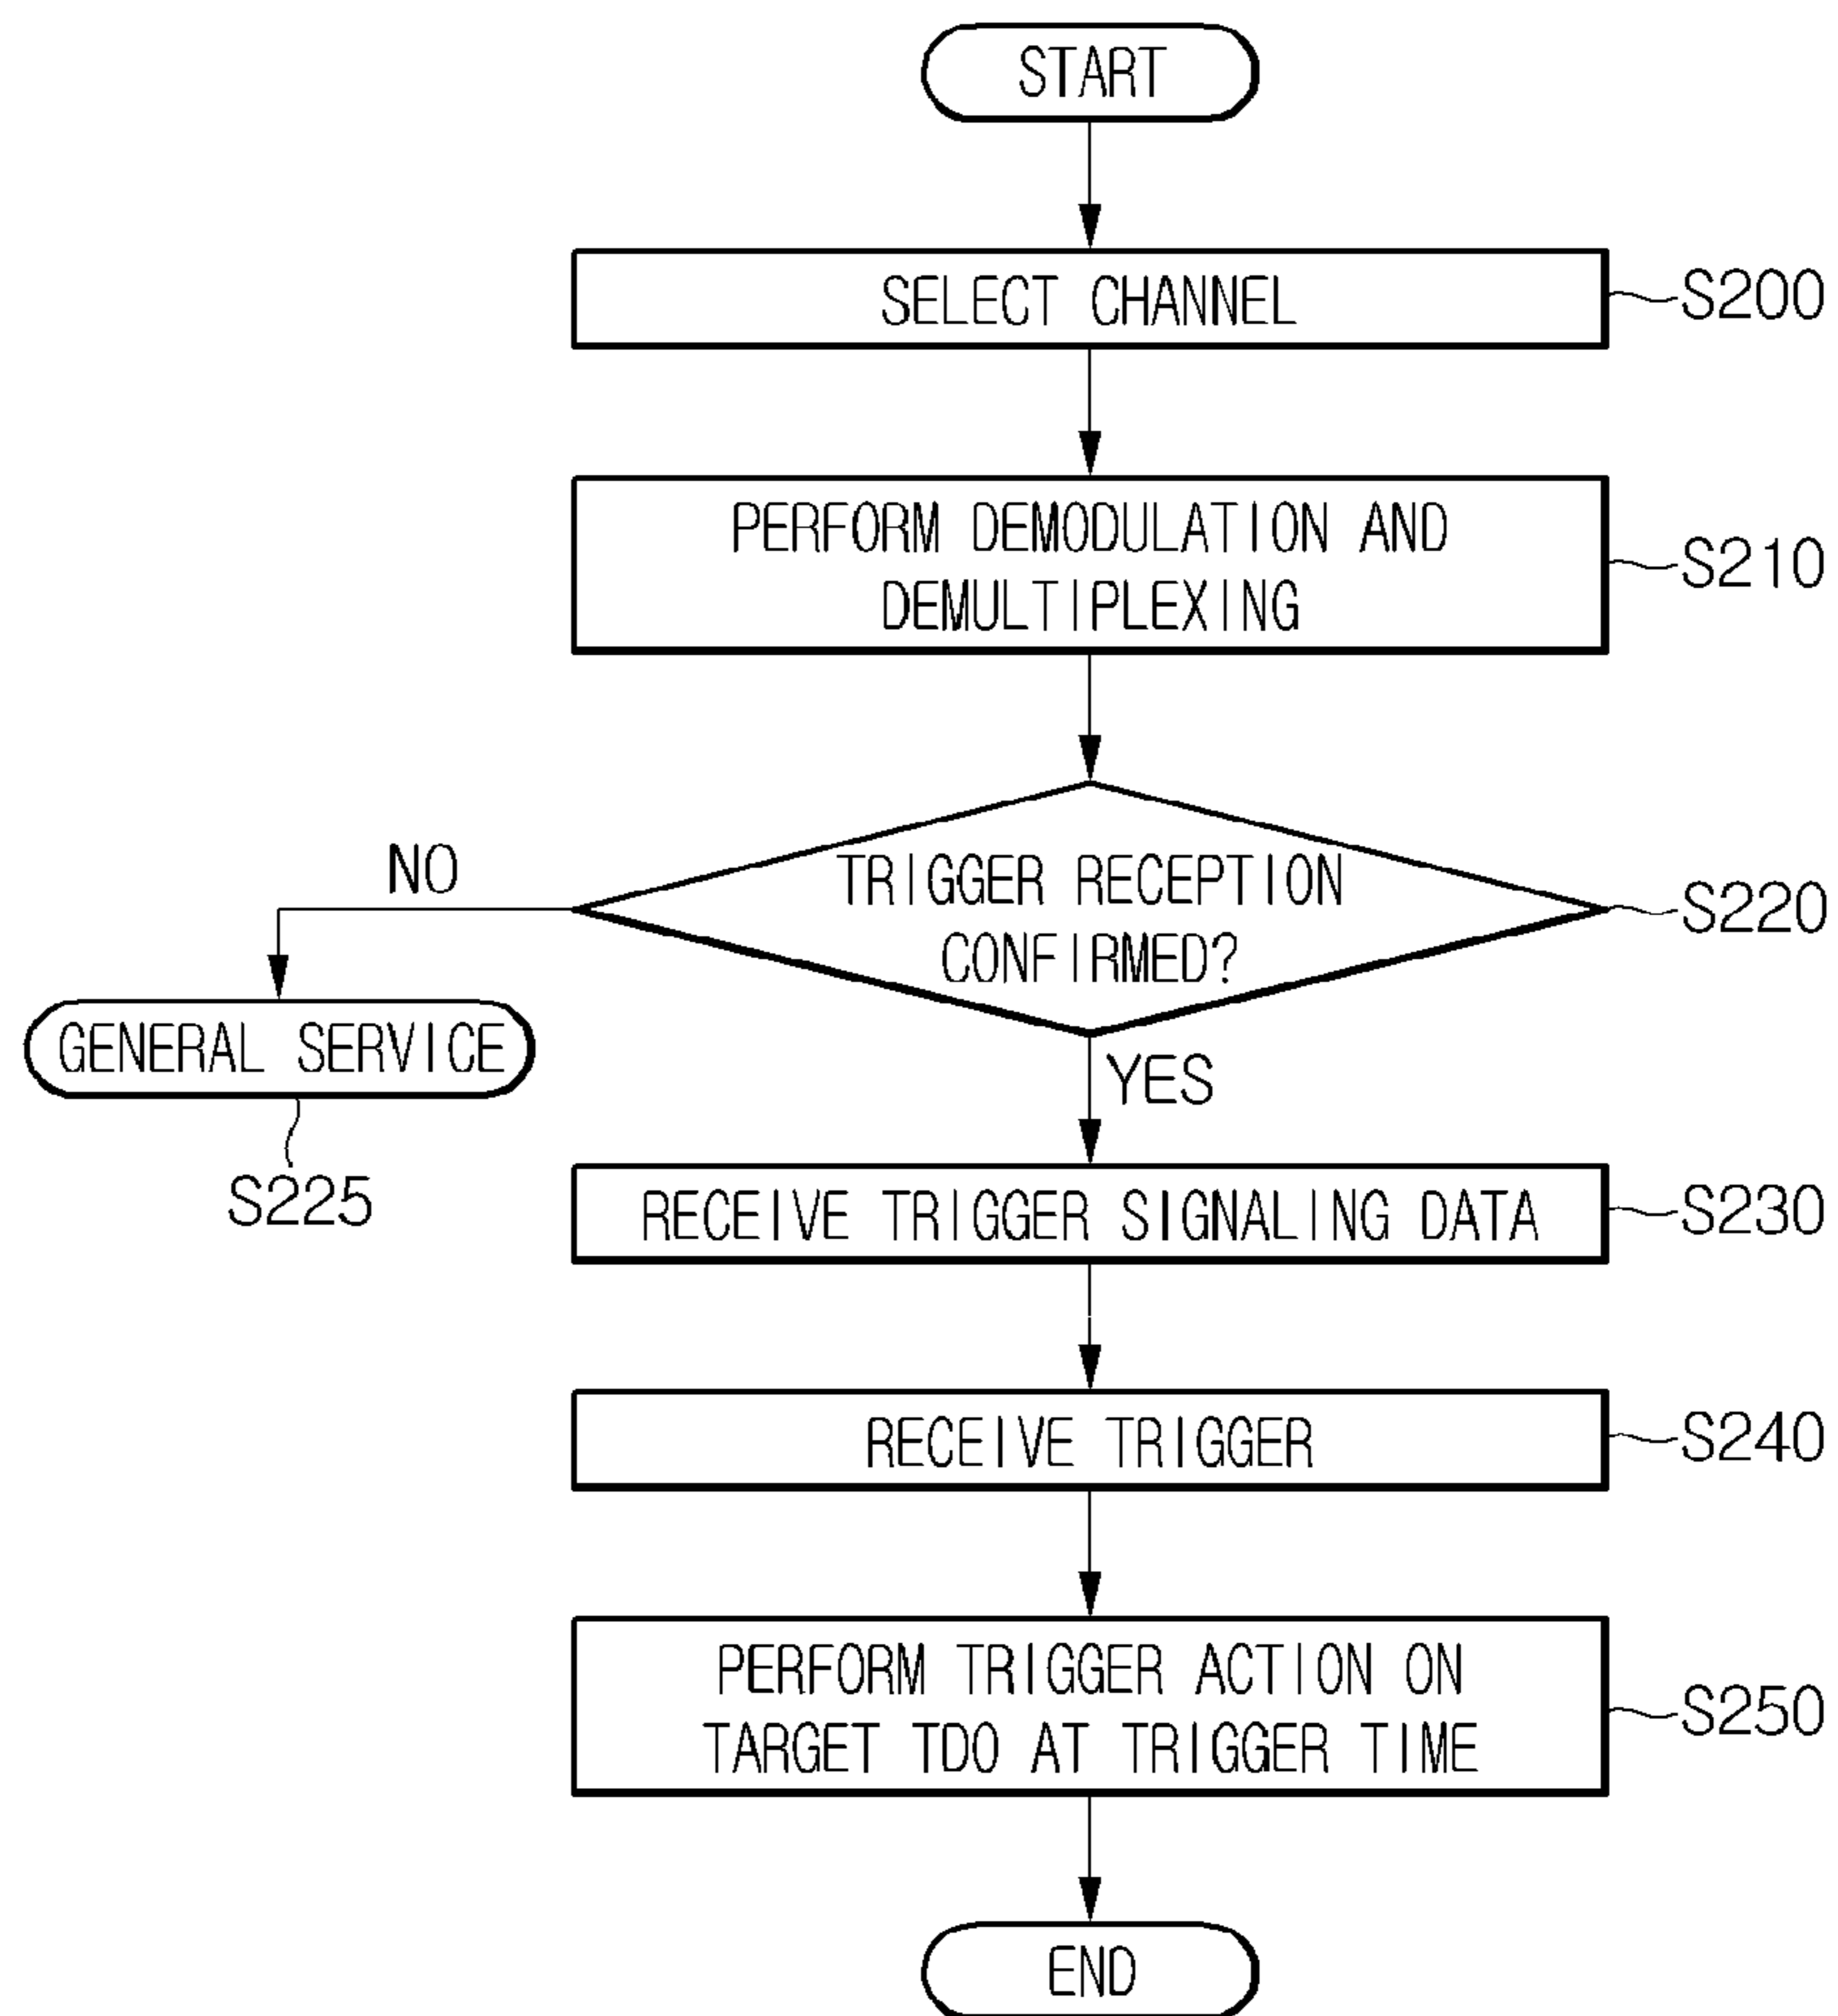 START
SELECT CHANNEL
S200
PERFORM DEMODULATION AND
DEMULTIPLEXING
S210
TRIGGER RECEPTION
CONFIRMED?
S220
NO
GENERAL SERVICE
S225
YES
RECEIVE TRIGGER SIGNALING DATA
S230
RECEIVE TRIGGER
S240
PERFORM TRIGGER ACTION ON
TARGET TDO AT TRIGGER TIME
S250
END